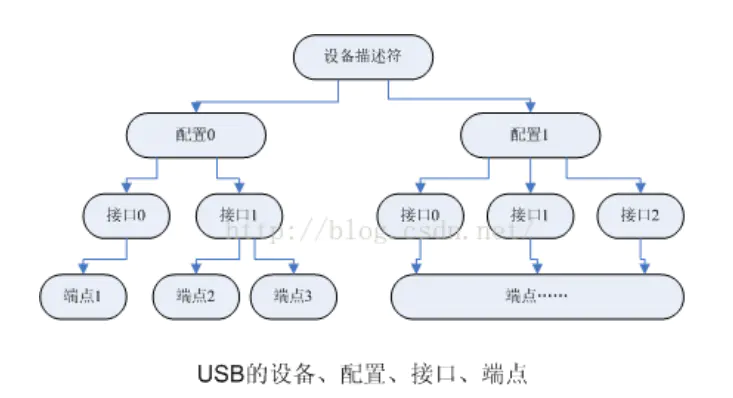 设备描述符
配置0
配置1
接口0
接口1
接口0
接口1
接口2
http://blog.csdn.net/
端点1
端点2
端点3
端点……
USB的设备、配置、接口、端点